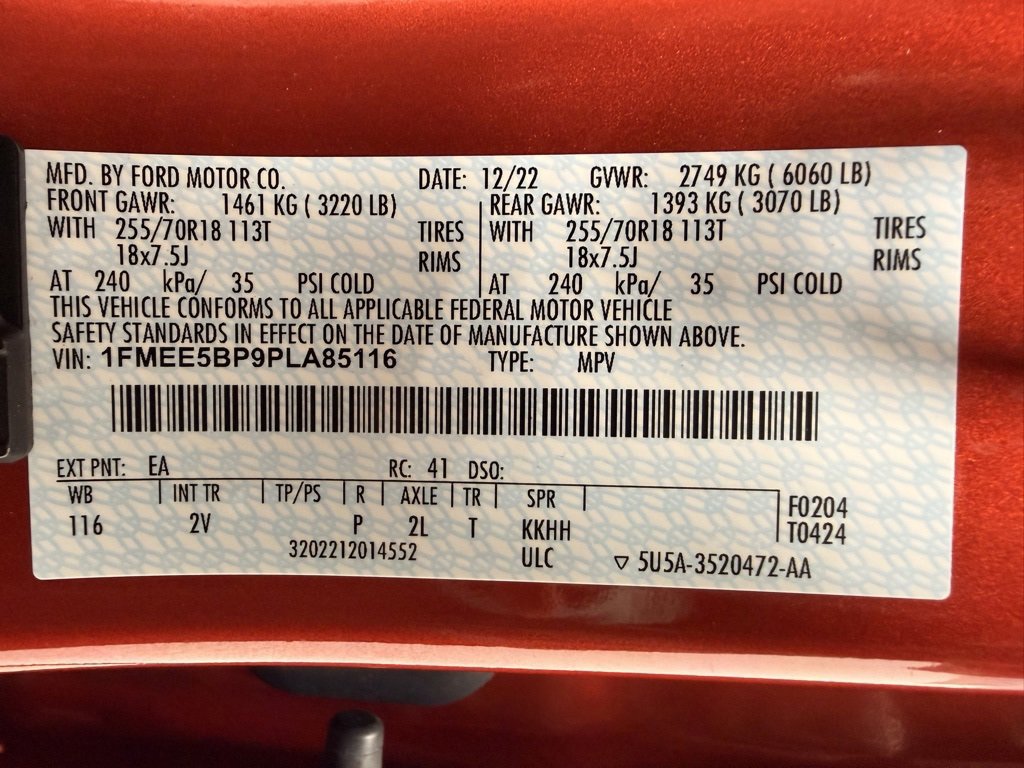 MFD. BY FORD MOTOR CO. DATE: 12/22 GVWR: 2749 KG ( 6060 LB)
FRONT GAWR: 1461 KG ( 3220 LB) REAR GAWR: 1393 KG ( 3070 LB)
WITH 255/70R18 113T TIRES WITH 255/70R18 113T TIRES
18x7.5J RIMS 18x7.5J RIMS
AT 240 kPa/ 35 PSI COLD AT 240 kPa/ 35 PSI COLD
THIS VEHICLE CONFORMS TO ALL APPLICABLE FEDERAL MOTOR VEHICLE
SAFETY STANDARDS IN EFFECT ON THE DATE OF MANUFACTURE SHOWN ABOVE.
VIN: 1FMEE5BP9PLA85116 TYPE: MPV
EXT PNT: EA RC: 41 DSO:
WB INT TR TP/PS R AXLE TR SPR F0204
116 2V P 2L T KKHH T0424
3202212014552 ULC ▽ 5U5A-3520472-AA